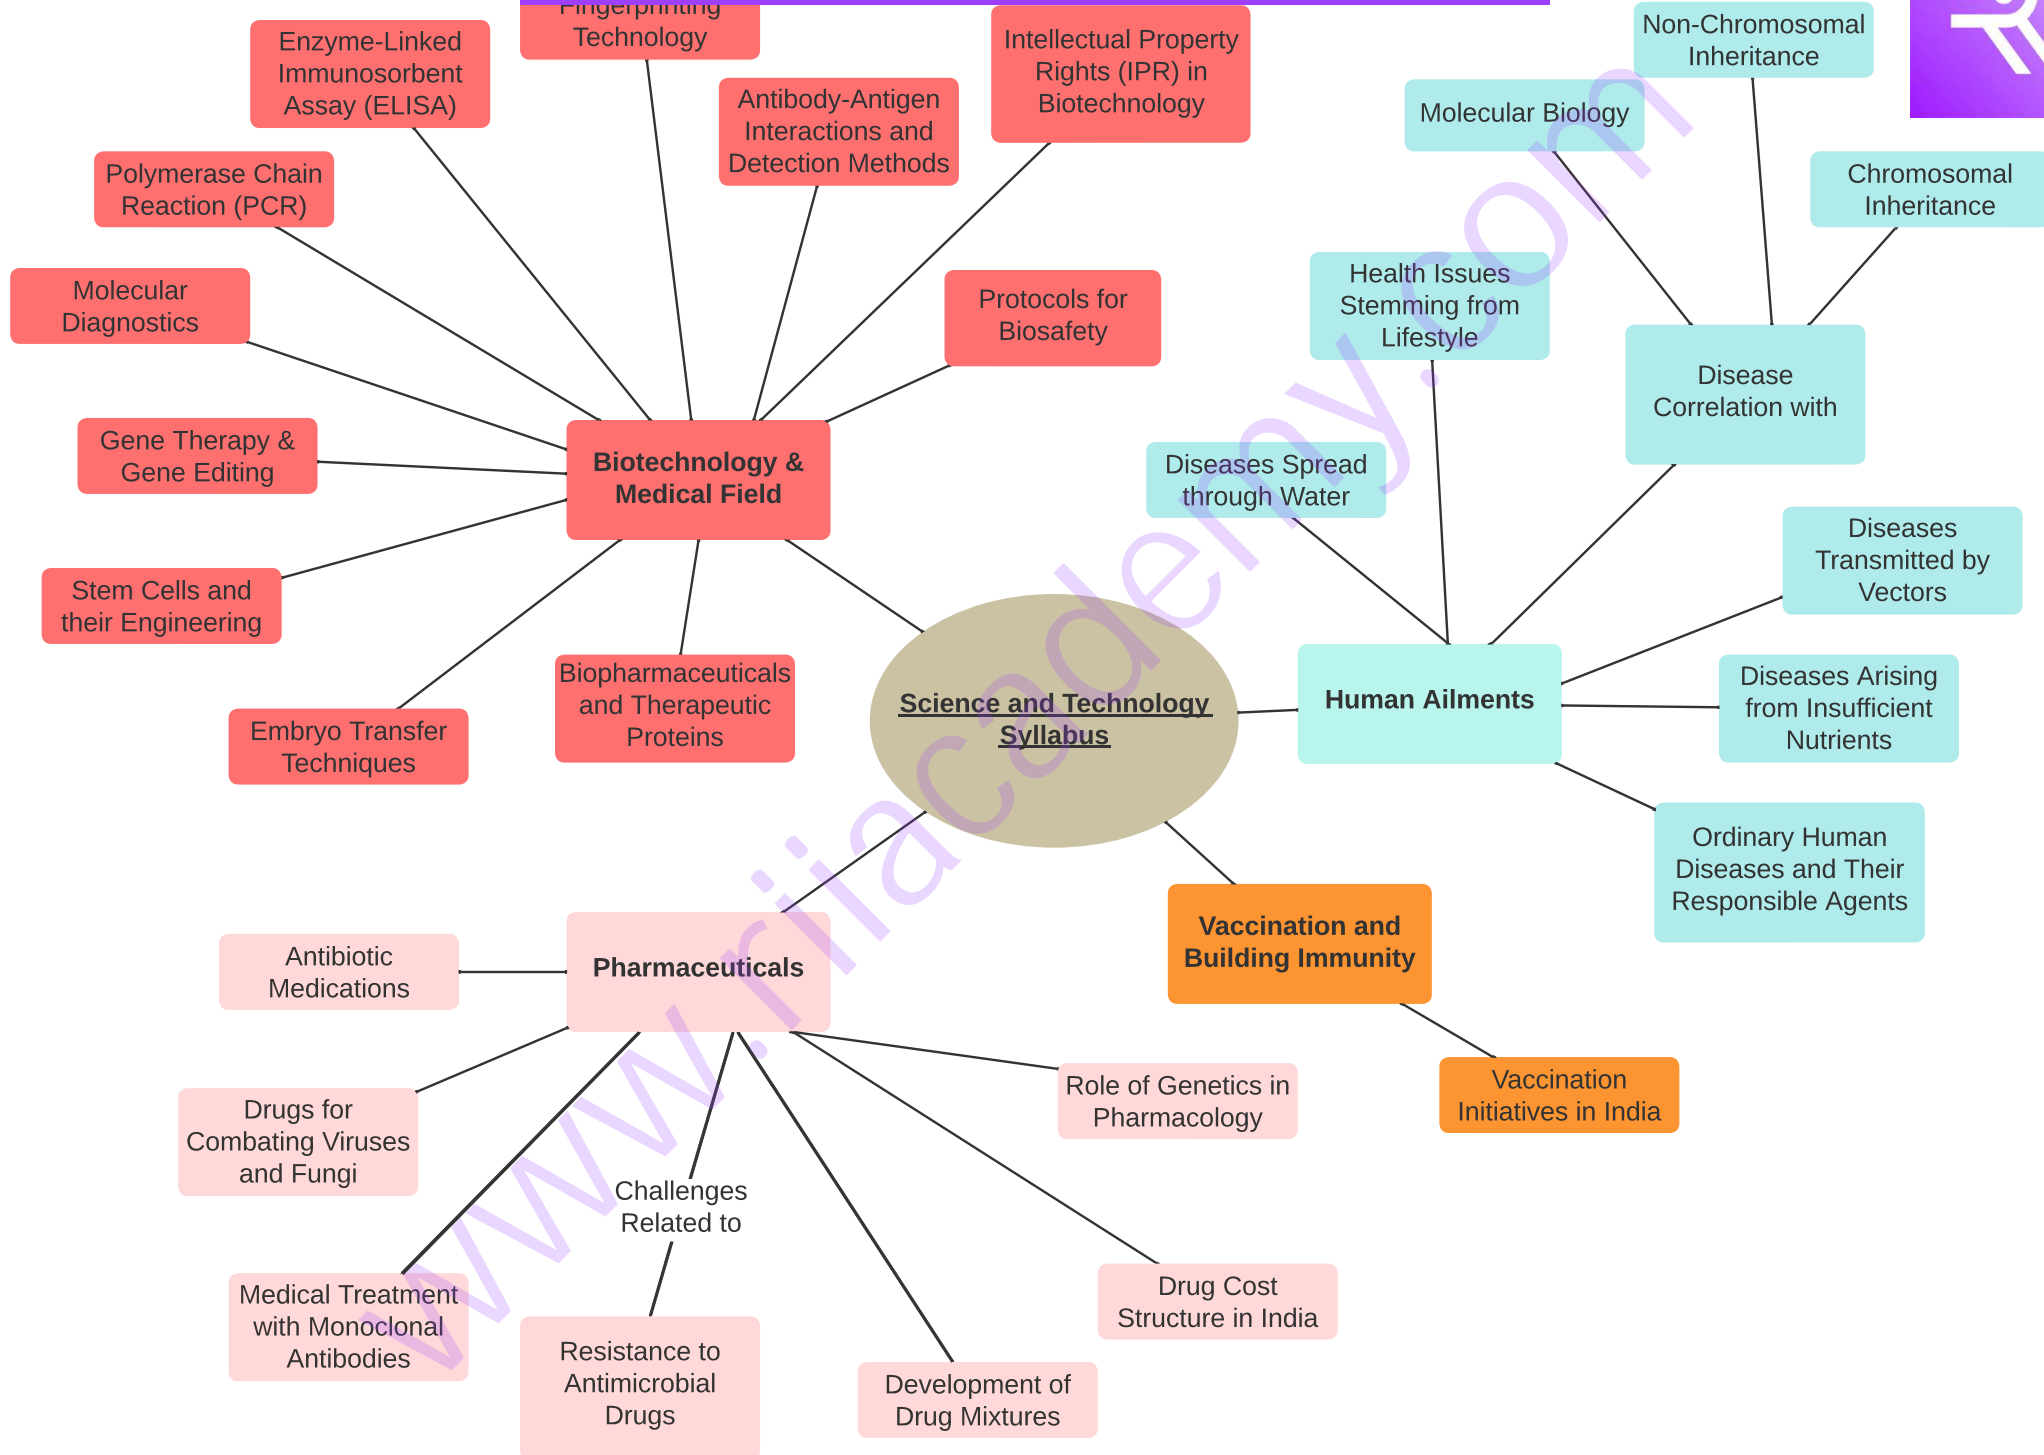 Fingerprinting
Technology
Enzyme-Linked
Immunosorbent
Assay (ELISA)
Intellectual Property
Rights (IPR) in
Biotechnology
Antibody-Antigen
Interactions and
Detection Methods
Polymerase Chain
Reaction (PCR)
Molecular
Diagnostics
Protocols for
Biosafety
Gene Therapy &
Gene Editing
Biotechnology &
Medical Field
Stem Cells and
their Engineering
Embryo Transfer
Techniques
Biopharmaceuticals
and Therapeutic
Proteins
Non-Chromosomal
Inheritance
Molecular Biology
Chromosomal
Inheritance
Health Issues
Stemming from
Lifestyle
Disease
Correlation with
Diseases Spread
through Water
Diseases
Transmitted by
Vectors
Human Ailments
Diseases Arising
from Insufficient
Nutrients
Ordinary Human
Diseases and Their
Responsible Agents
Science and Technology
Syllabus
Vaccination and
Building Immunity
Vaccination
Initiatives in India
Pharmaceuticals
Antibiotic
Medications
Drugs for
Combating Viruses
and Fungi
Medical Treatment
with Monoclonal
Antibodies
Challenges
Related to
Resistance to
Antimicrobial
Drugs
Development of
Drug Mixtures
Drug Cost
Structure in India
Role of Genetics in
Pharmacology
www.riiacademy.com